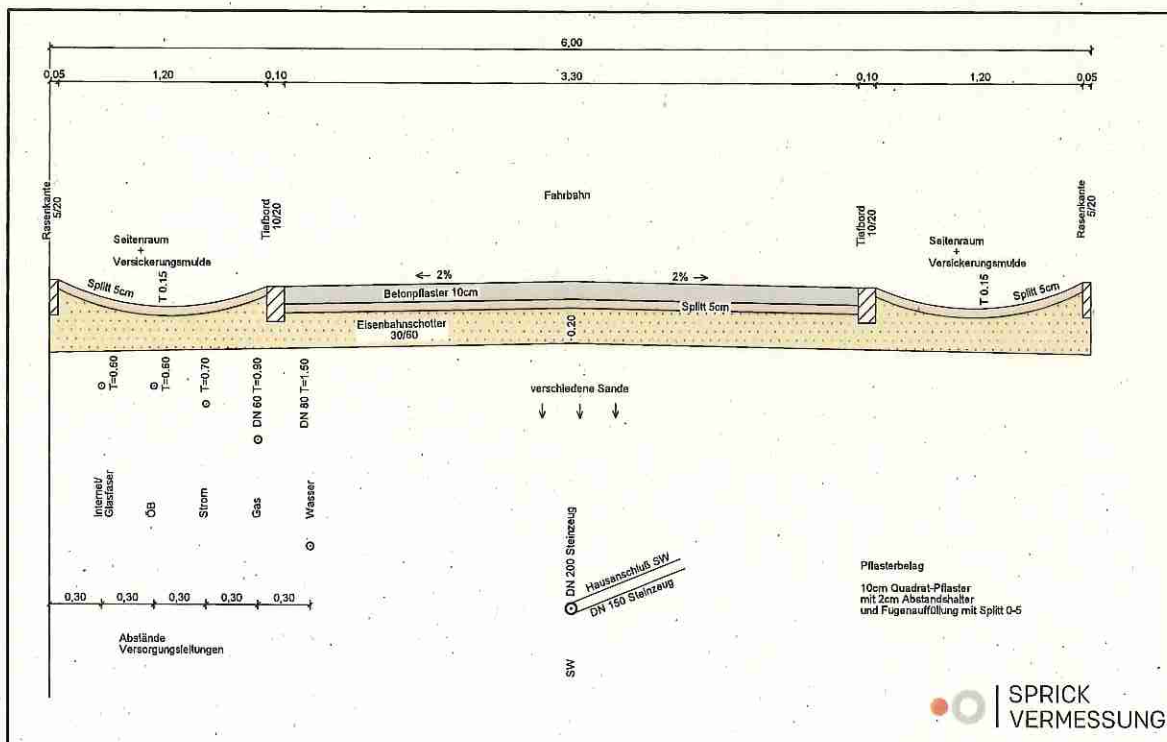 6,00
0,05 1,20 0,10 3,30 0,10 1,20 0,05
Rasenkante
5/20
Tiefbord
10/20
Fahrbahn
Tiefbord
10/20
Rasenkante
5/20
Seitenraum
+
Versickerungsmulde
Seitenraum
+
Versickerungsmulde
Splitt 5cm
T 0.15
← 2%
2% →
T 0.15
Splitt 5cm
Betonpflaster 10cm
Splitt 5cm
Eisenbahnschotter
30/60
0.20
T=0.60
T=0.60
T=0.70
DN 60 T=0.90
DN 80 T=1.50
verschiedene Sande
Internet/
Glasfaser
ÖB
Strom
Gas
Wasser
DN 200 Steinzeug
Hausanschluß SW
DN 150 Steinzeug
SW
0,30 0,30 0,30 0,30 0,30
Abstände
Versorgungsleitungen
Pflasterbelag
10cm Quadrat-Pflaster
mit 2cm Abstandshalter
und Fugenauffüllung mit Splitt 0-5
SPRICK
VERMESSUNG